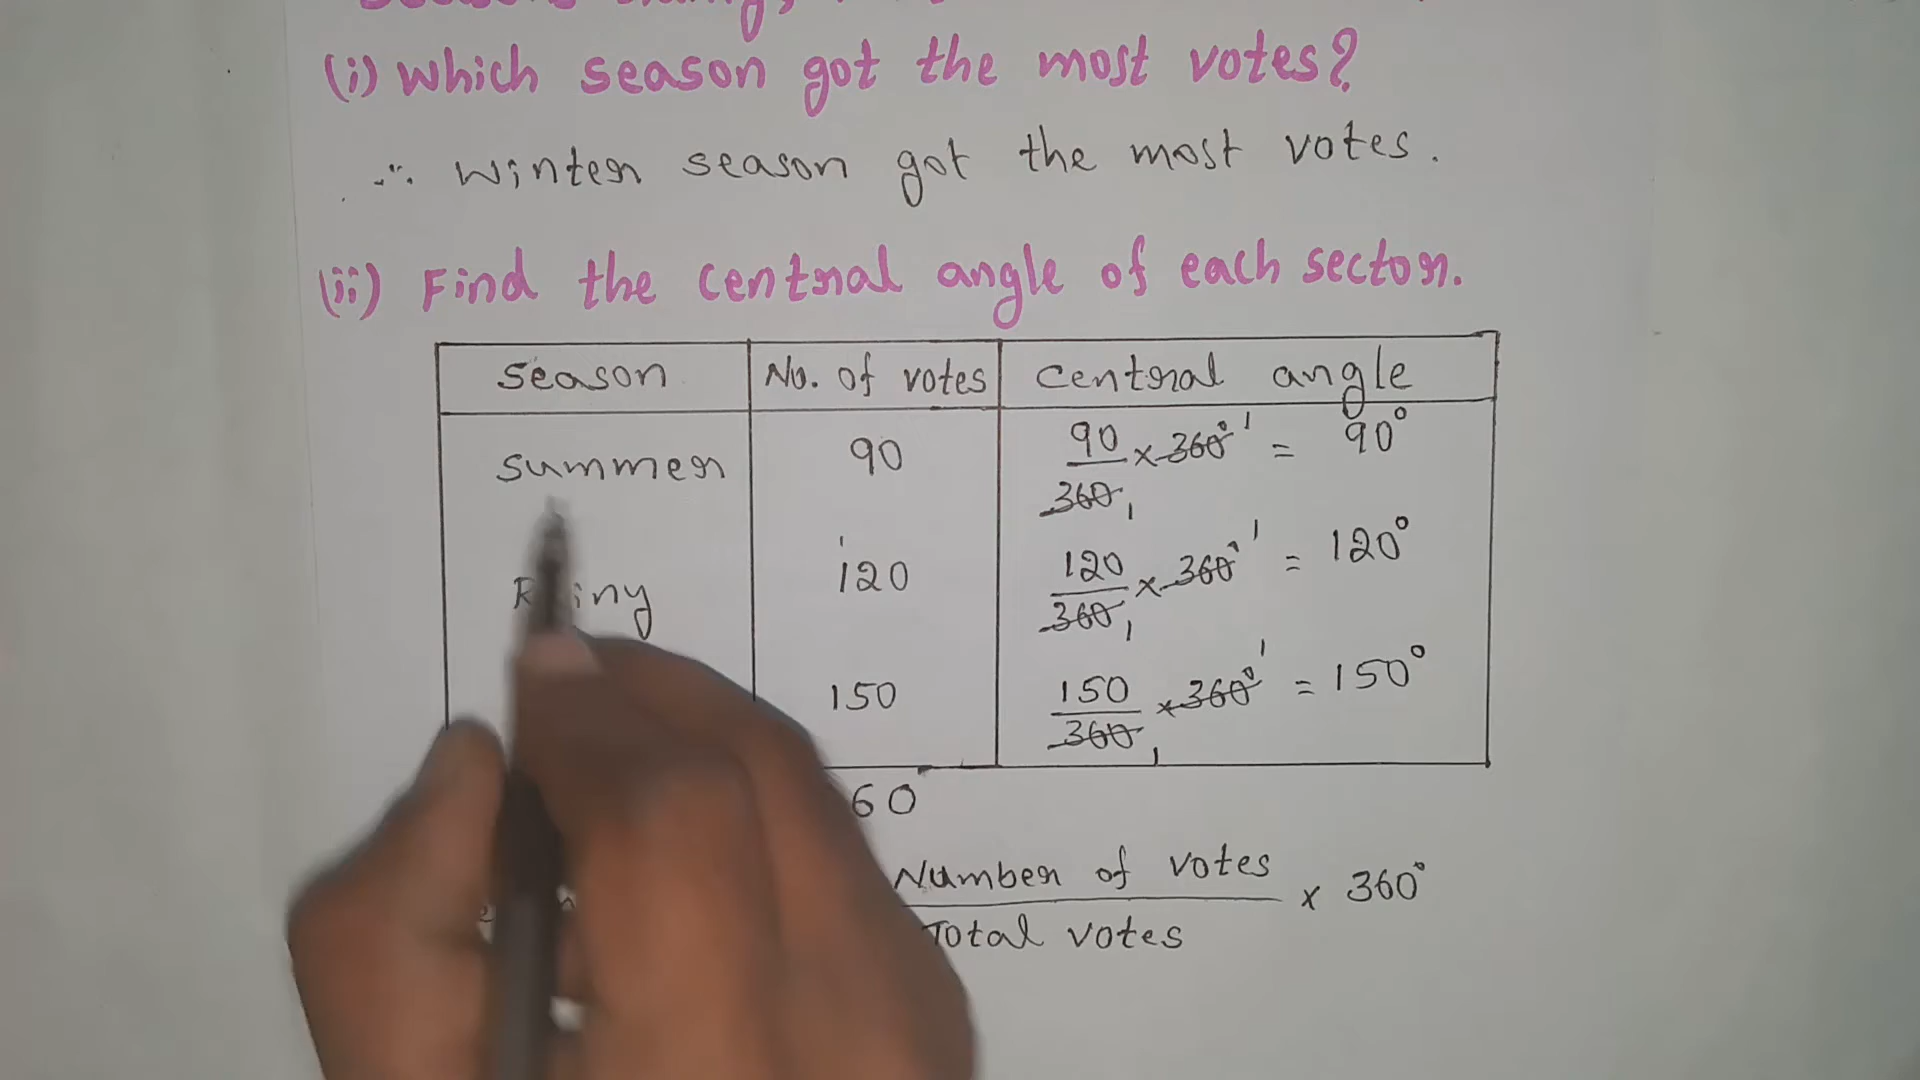 (i) Which season got the most votes?
∴ Winter season got the most votes.
(ii) Find the central angle of each sector.
Season No. of votes Central angle
Summer 90 90/360 × 360° = 90°
120 120/360 × 360° = 120°
150 150/360 × 360° = 150°
60
Number of votes / Total votes × 360°